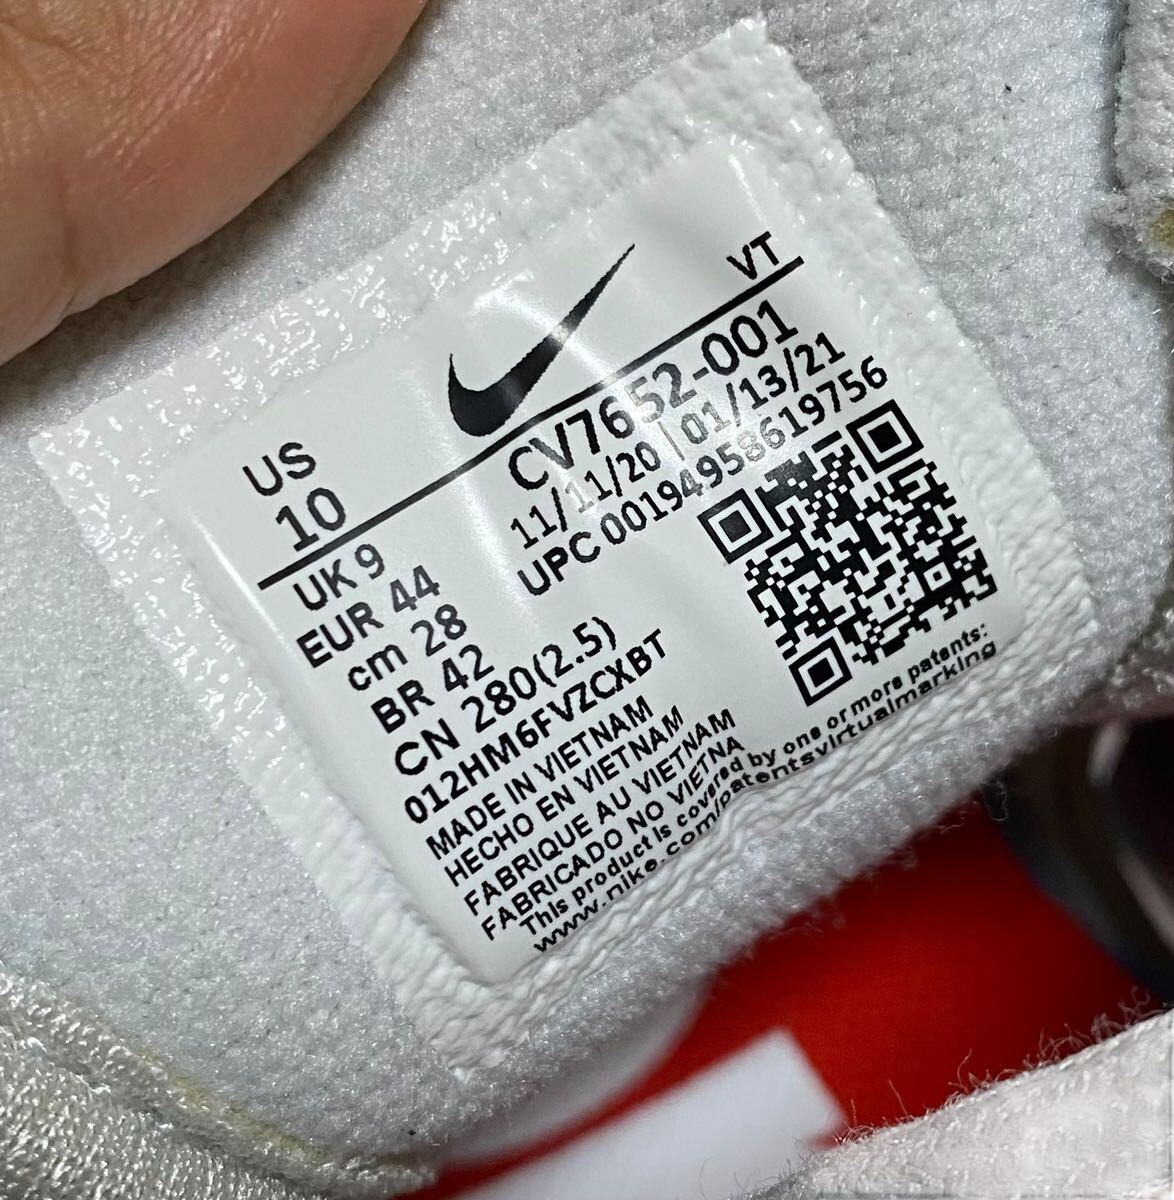 VT
US
10
CV7652-001
UK 9
11/11/20 | 01/13/21
EUR 44
UPC 00194958619756
cm 28
BR 42
CN 280(2.5)
012HM6FVZCXBT
MADE IN VIETNAM
HECHO EN VIETNAM
FABRIQUE AU VIETNAM
FABRICADO NO VIETNA
This product is covered by one or more patents:
www.nike.com/patentsvirtualmarking